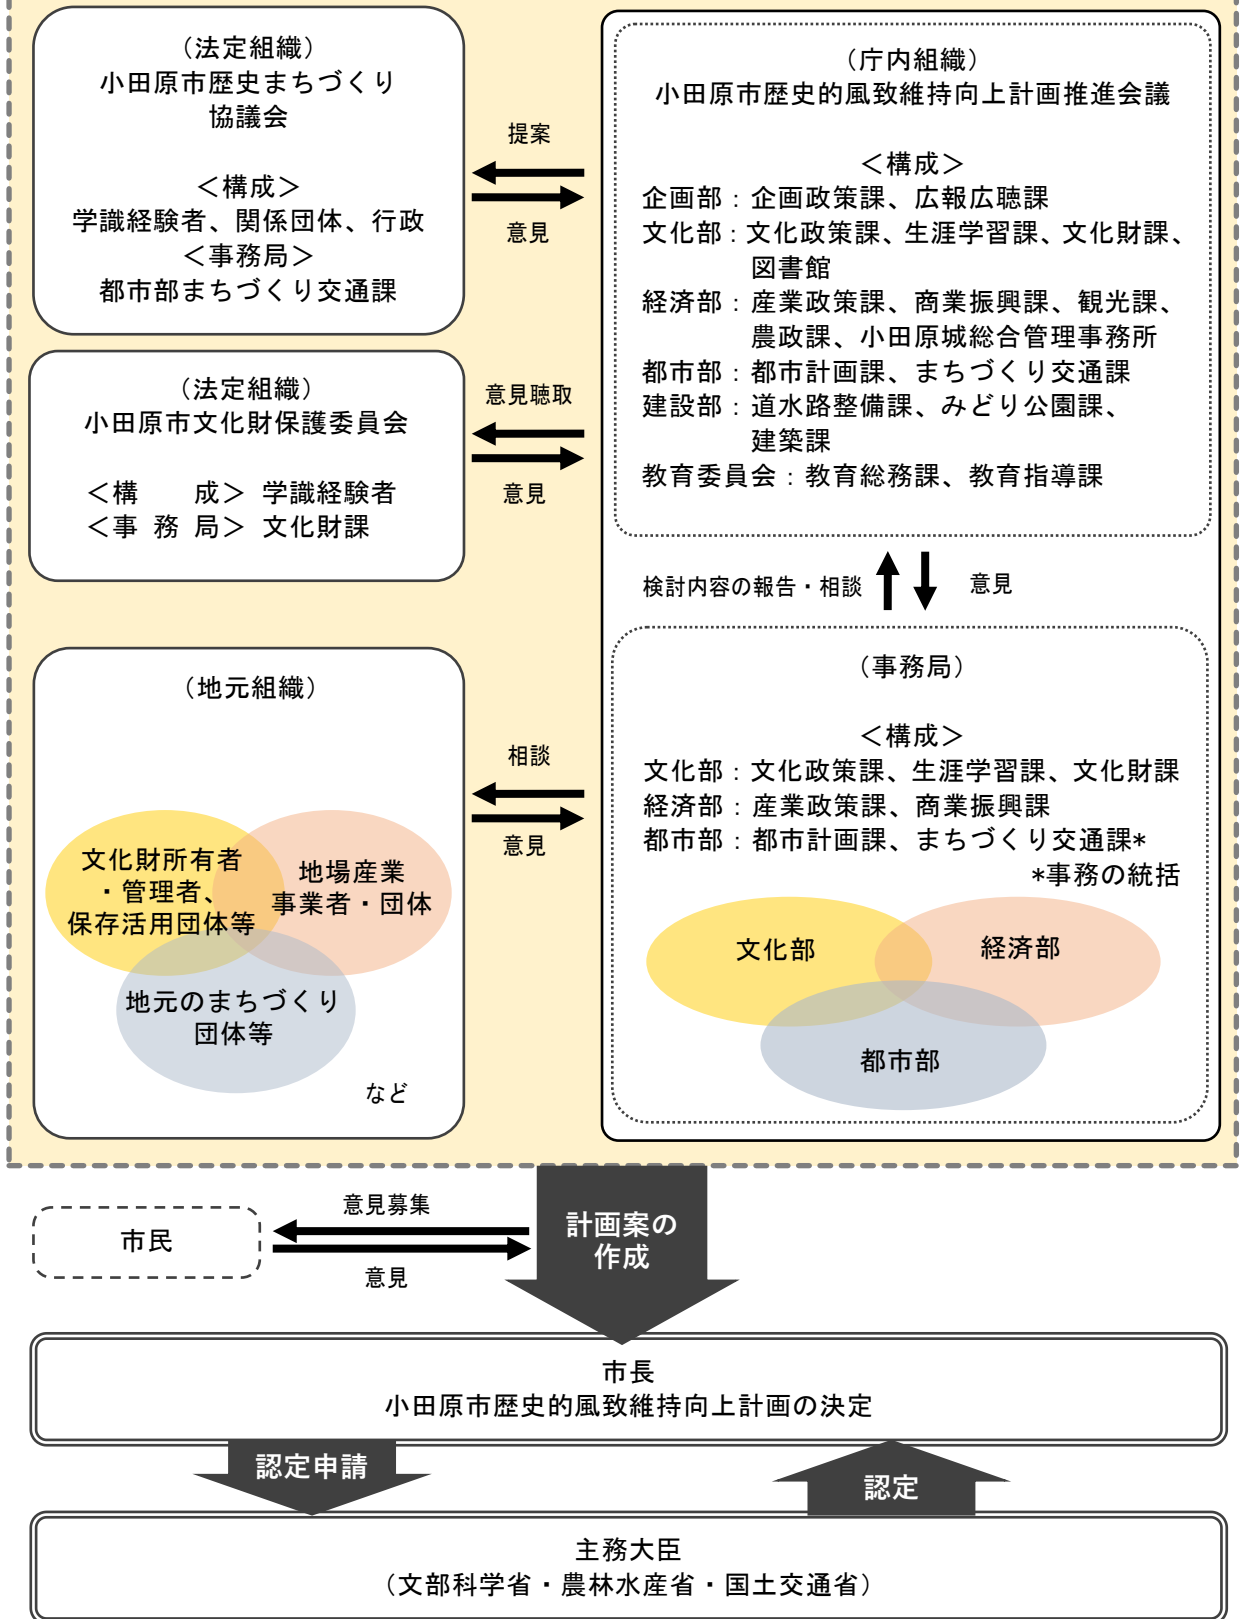 （法定組織）
小田原市歴史まちづくり
協議会
＜構成＞
学識経験者、関係団体、行政
＜事務局＞
都市部まちづくり交通課
提案
意見
（庁内組織）
小田原市歴史的風致維持向上計画推進会議
＜構成＞
企画部：企画政策課、広報広聴課
文化部：文化政策課、生涯学習課、文化財課、
図書館
経済部：産業政策課、商業振興課、観光課、
農政課、小田原城総合管理事務所
都市部：都市計画課、まちづくり交通課
建設部：道水路整備課、みどり公園課、
建築課
教育委員会：教育総務課、教育指導課
（法定組織）
小田原市文化財保護委員会
＜構　　成＞ 学識経験者
＜事 務 局＞ 文化財課
意見聴取
意見
検討内容の報告・相談
意見
（地元組織）
文化財所有者
・管理者、
保存活用団体等
地場産業
事業者・団体
地元のまちづくり
団体等
など
相談
意見
（事務局）
＜構成＞
文化部：文化政策課、生涯学習課、文化財課
経済部：産業政策課、商業振興課
都市部：都市計画課、まちづくり交通課*
*事務の統括
文化部
経済部
都市部
市民
意見募集
意見
計画案の
作成
市長
小田原市歴史的風致維持向上計画の決定
認定申請
認定
主務大臣
（文部科学省・農林水産省・国土交通省）